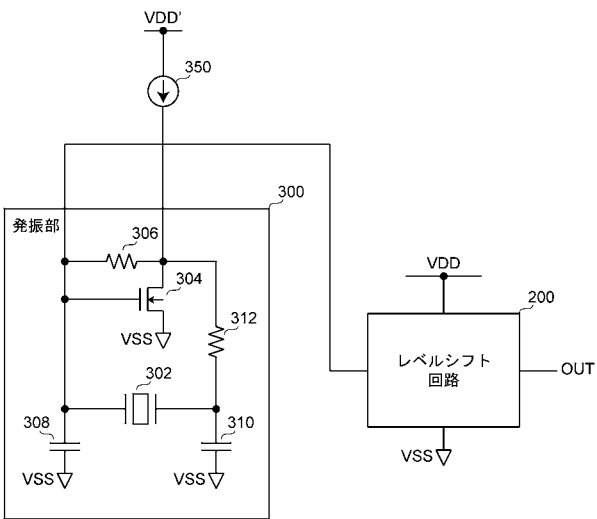 VDD'
350
300
発振部
306
304
VSS
312
302
308
310
VSS
VSS
VDD
200
レベルシフト
回路
OUT
VSS